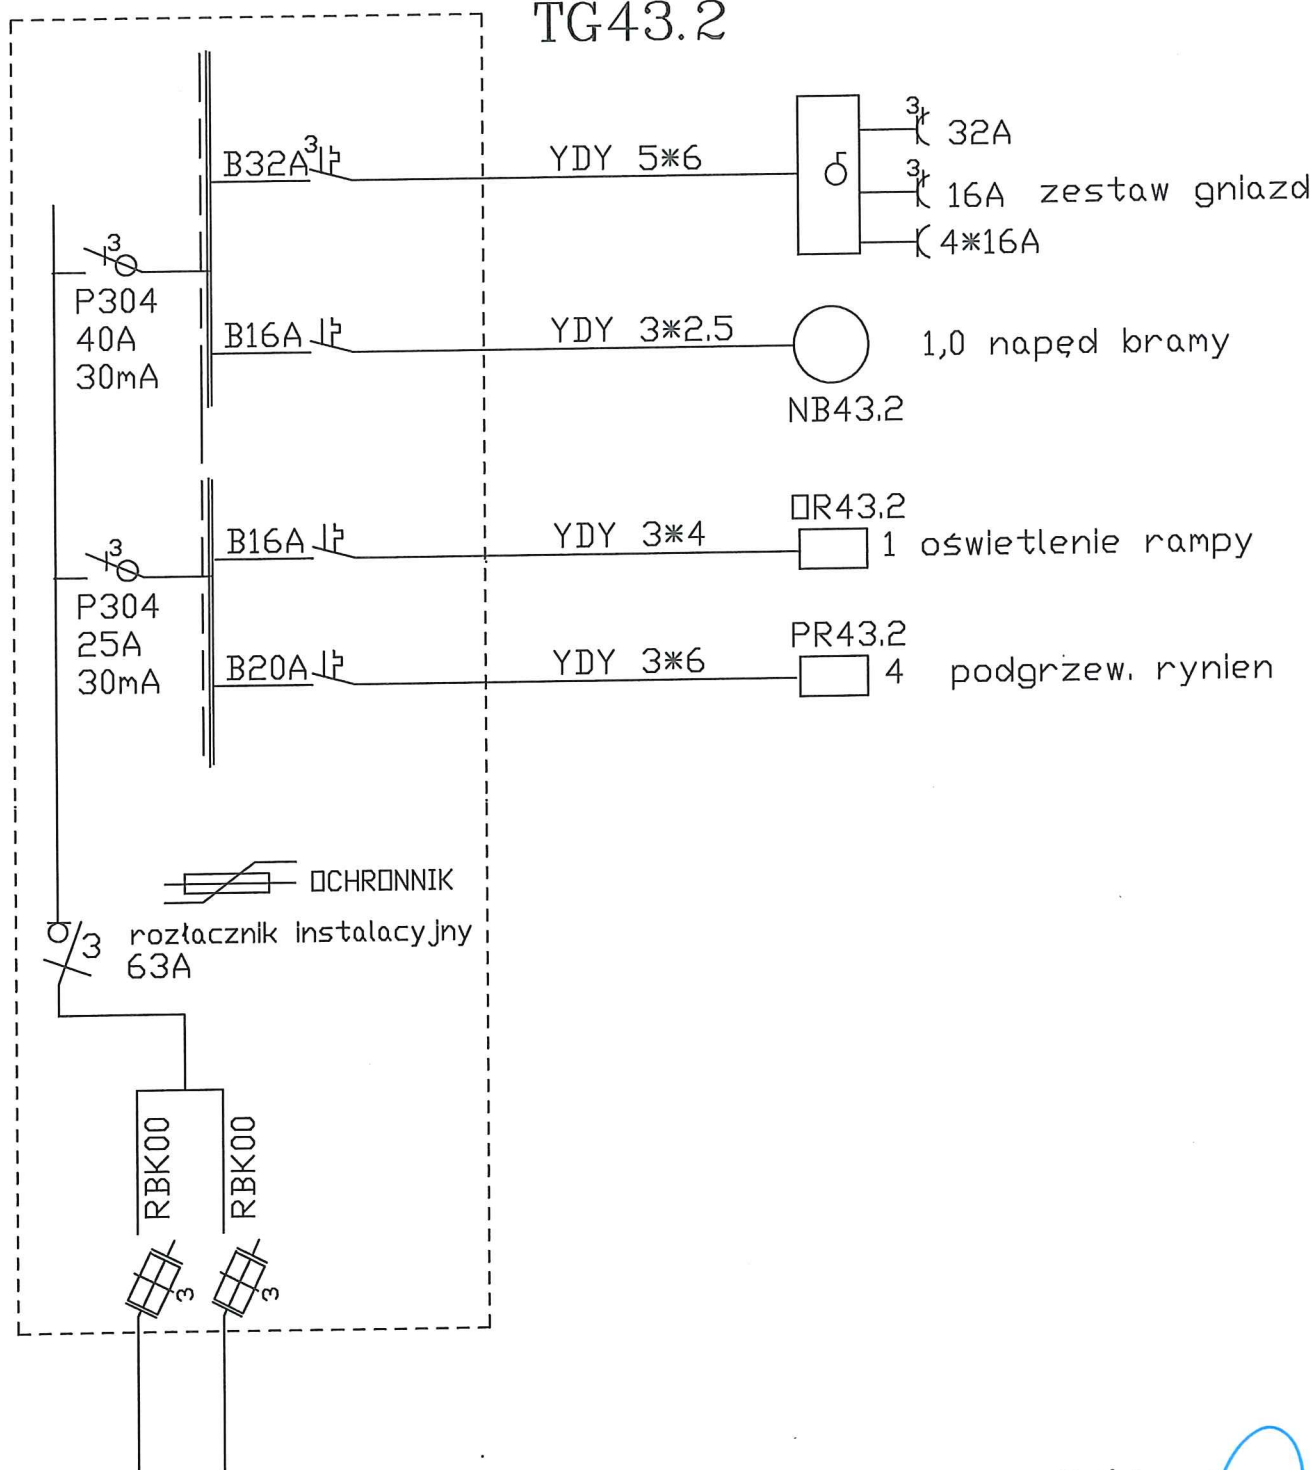 TG43.2
B32A 3 YDY 5*6
3 32A
3 16A zestaw gniazd
4*16A
3
P304
40A
30mA
B16A YDY 3*2.5
1,0 napęd bramy
NB43.2
B16A YDY 3*4
OR43.2
1 oświetlenie rampy
3
P304
25A
30mA
B20A YDY 3*6
PR43.2
4 podgrzew. rynien
OCHRONNIK
3 rozłacznik instalacyjny
63A
RBK00
RBK00
3
3